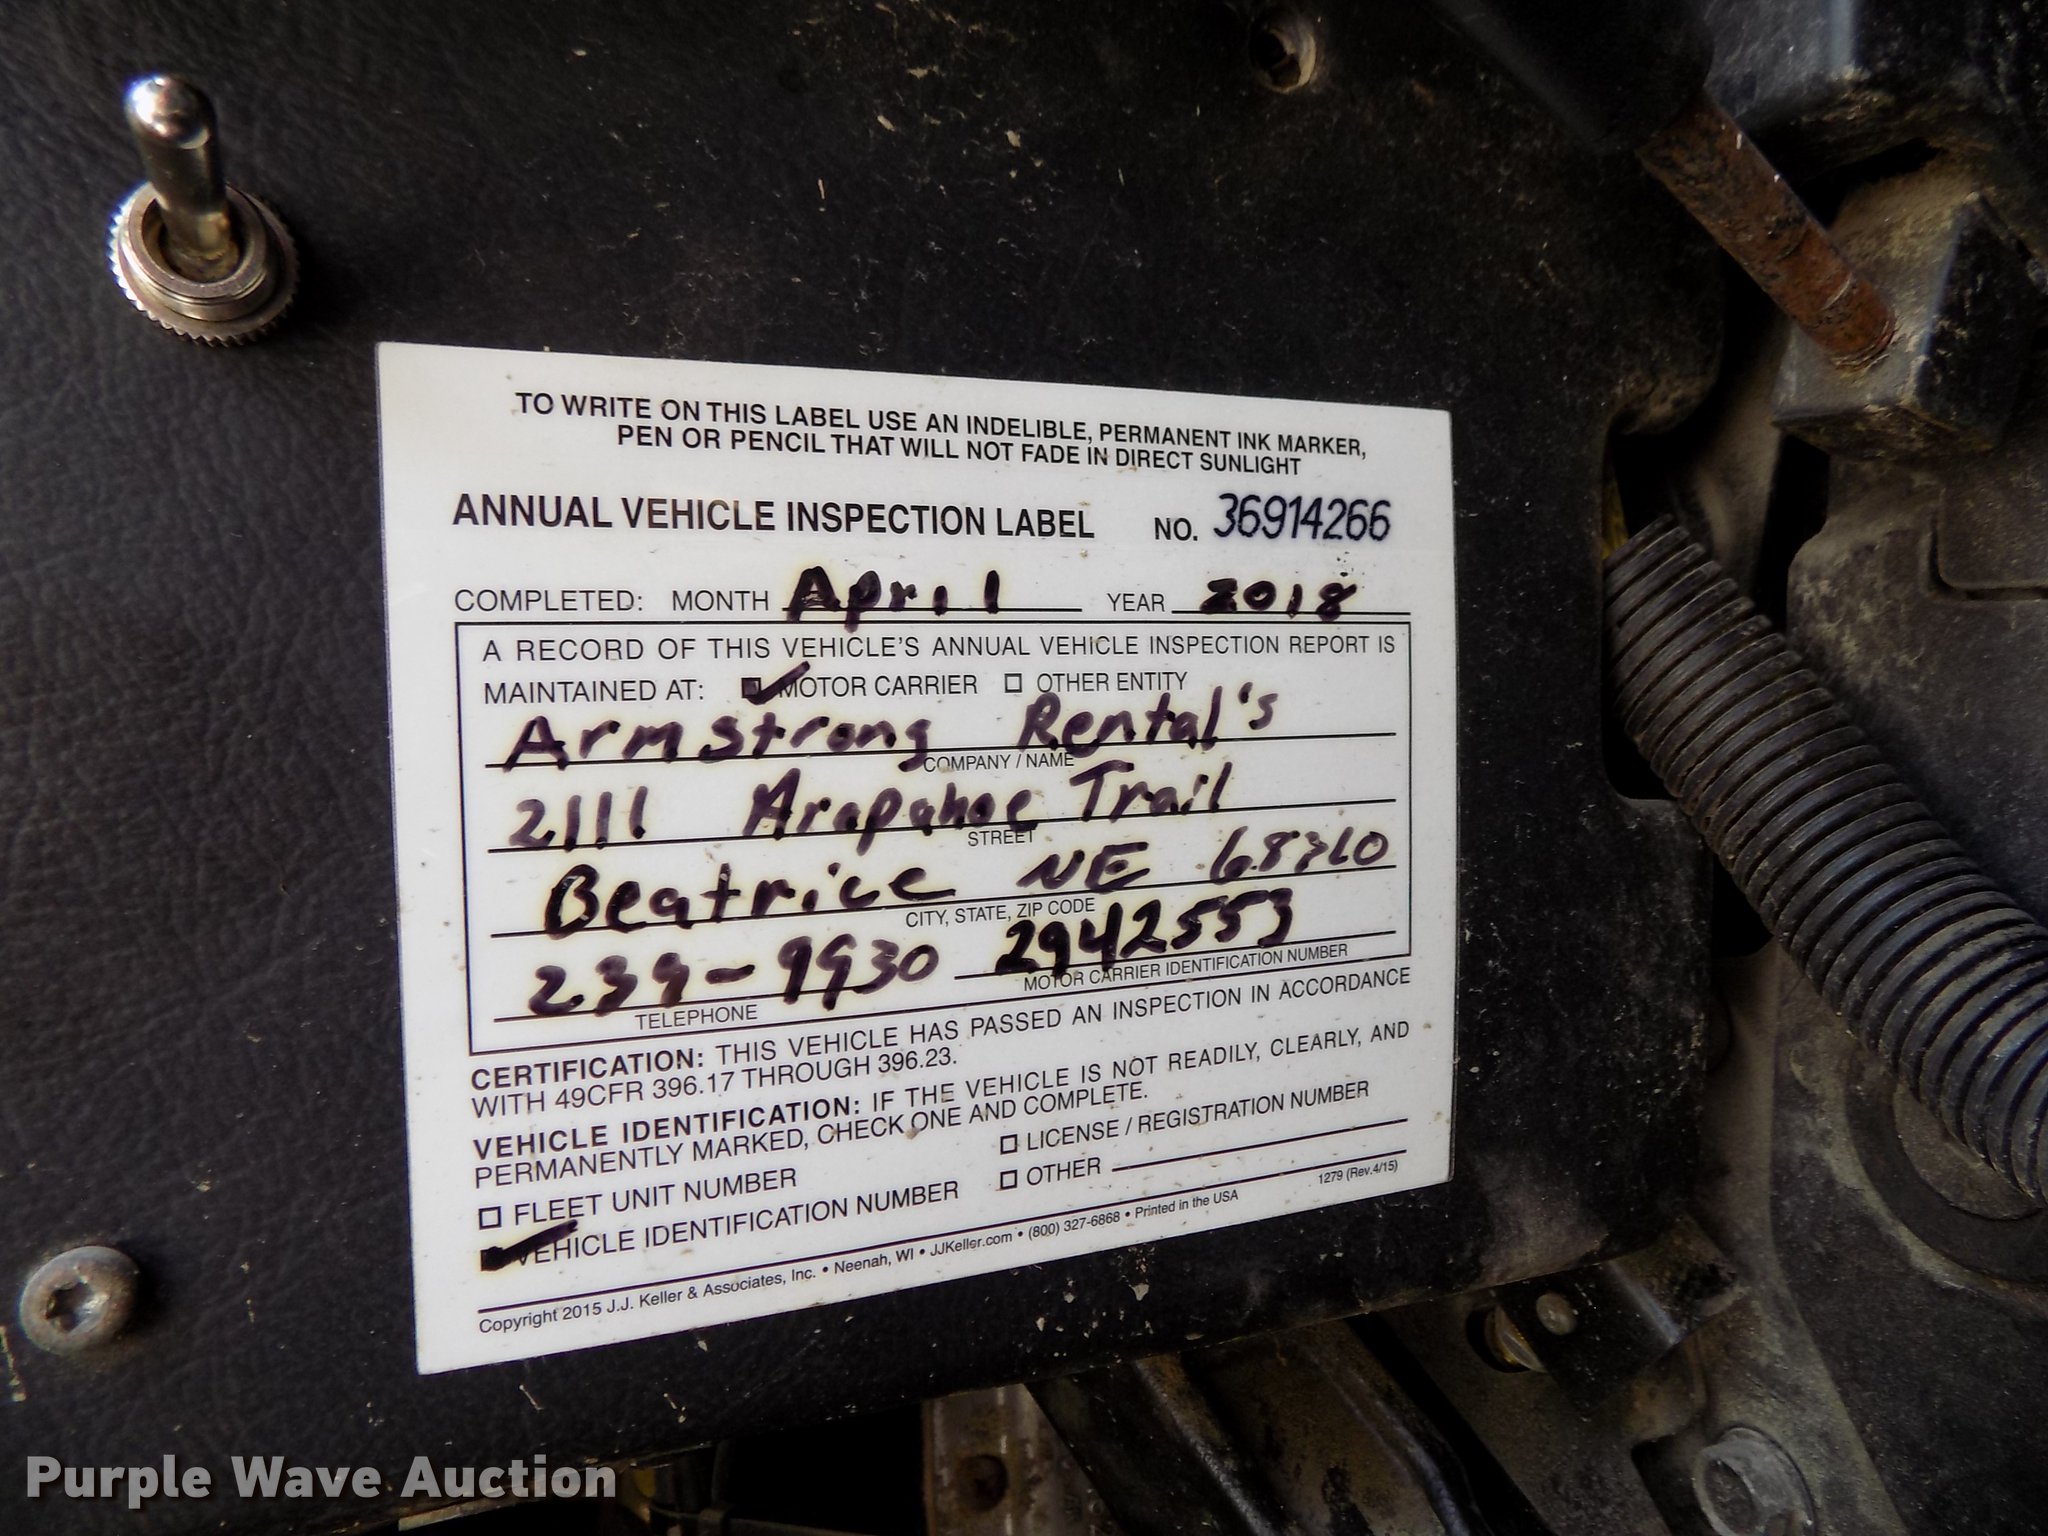 TO WRITE ON THIS LABEL USE AN INDELIBLE, PERMANENT INK MARKER,
PEN OR PENCIL THAT WILL NOT FADE IN DIRECT SUNLIGHT
ANNUAL VEHICLE INSPECTION LABEL NO. 36914266
COMPLETED: MONTH April YEAR 2018
A RECORD OF THIS VEHICLE'S ANNUAL VEHICLE INSPECTION REPORT IS
MAINTAINED AT: MOTOR CARRIER OTHER ENTITY
Armstrong Rental's
COMPANY / NAME
2111 Arapahoe Trail
STREET
Beatrice NE 68310
CITY, STATE, ZIP CODE
239-9930 2942553
TELEPHONE MOTOR CARRIER IDENTIFICATION NUMBER
CERTIFICATION: THIS VEHICLE HAS PASSED AN INSPECTION IN ACCORDANCE
WITH 49CFR 396.17 THROUGH 396.23.
VEHICLE IDENTIFICATION: IF THE VEHICLE IS NOT READILY, CLEARLY, AND
PERMANENTLY MARKED, CHECK ONE AND COMPLETE.
FLEET UNIT NUMBER LICENSE / REGISTRATION NUMBER
VEHICLE IDENTIFICATION NUMBER OTHER
Copyright 2015 J.J. Keller & Associates, Inc. • Neenah, WI • JJKeller.com • (800) 327-6868 • Printed in the USA 1279 (Rev.4/15)
Purple Wave Auction